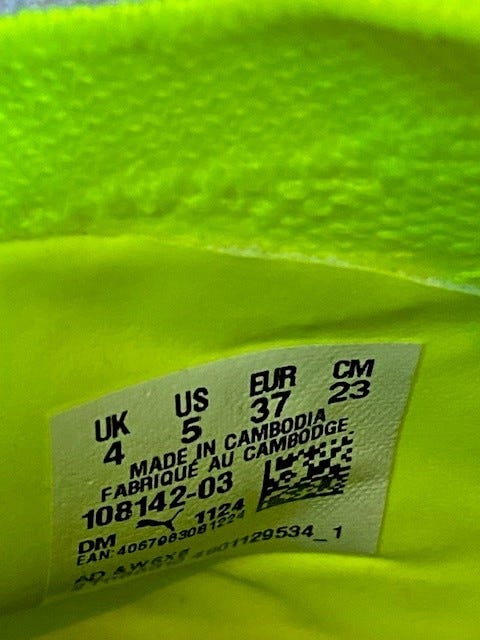 UK US EUR CM
4 5 37 23
MADE IN CAMBODIA
FABRIQUÉ AU CAMBODGE
108142-03
DM 1124
EAN: 4067983081224